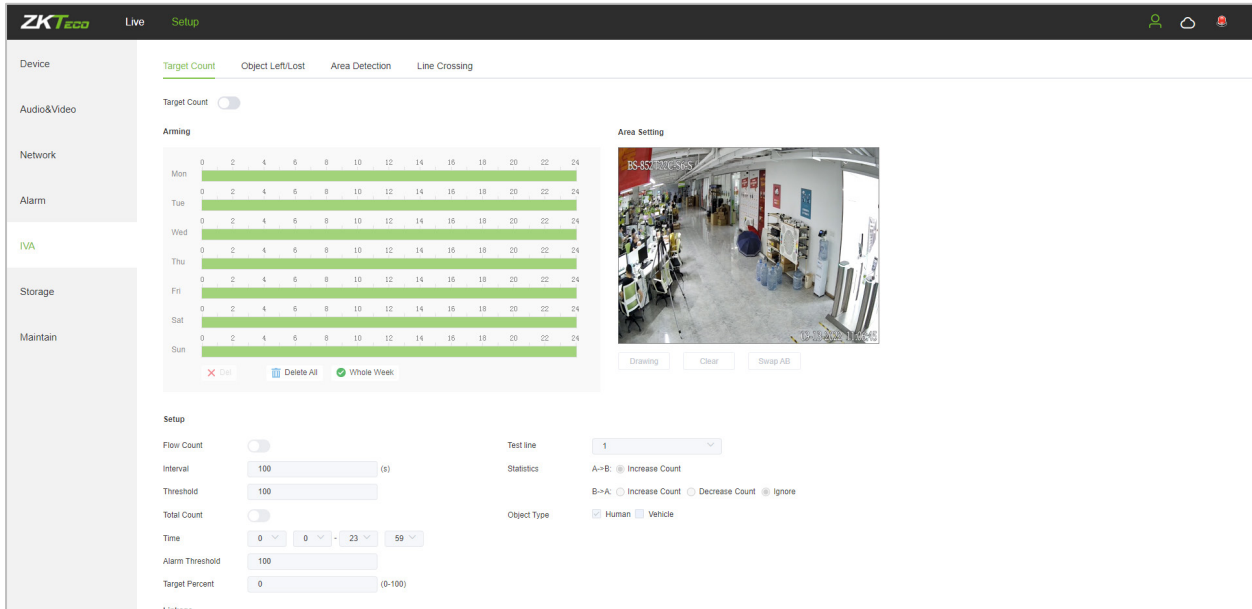 ZKTeco Live Setup
Device
Audio&Video
Network
Alarm
IVA
Storage
Maintain
Target Count Object Left/Lost Area Detection Line Crossing
Target Count
Arming
0 2 4 6 8 10 12 14 16 18 20 22 24
Mon
0 2 4 6 8 10 12 14 16 18 20 22 24
Tue
0 2 4 6 8 10 12 14 16 18 20 22 24
Wed
0 2 4 6 8 10 12 14 16 18 20 22 24
Thu
0 2 4 6 8 10 12 14 16 18 20 22 24
Fri
0 2 4 6 8 10 12 14 16 18 20 22 24
Sat
0 2 4 6 8 10 12 14 16 18 20 22 24
Sun
Del Delete All Whole Week
Area Setting
Drawing Clear Swap AB
Setup
Flow Count
Interval 100 (s)
Threshold 100
Total Count
Time 0 0 - 23 59
Alarm Threshold 100
Target Percent 0 (0-100)
Test line 1
Statistics A->B: Increase Count
B->A: Increase Count Decrease Count Ignore
Object Type Human Vehicle